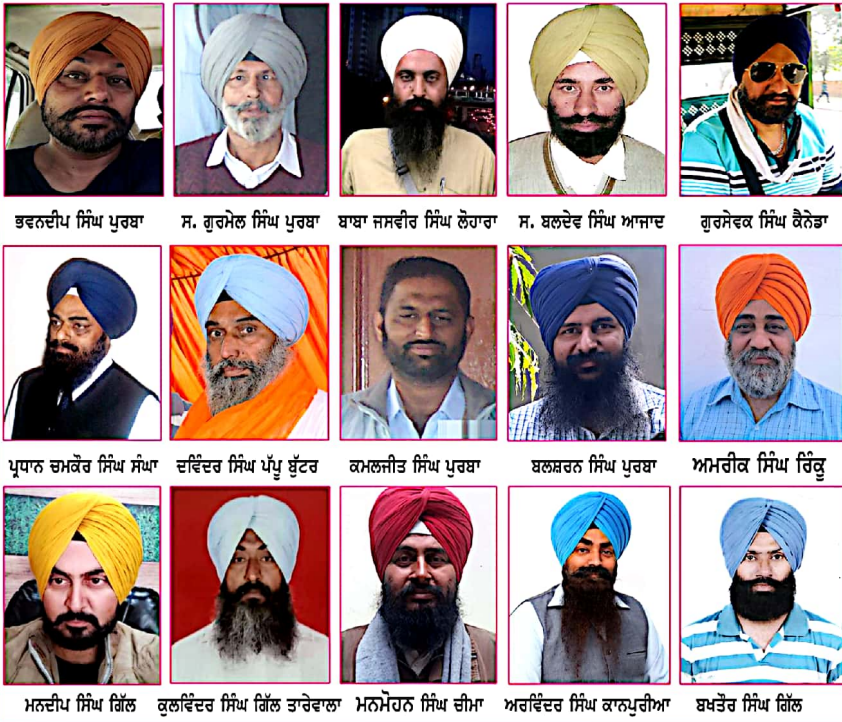 ਭਵਨਦੀਪ ਸਿੰਘ ਪੁਰਬਾ ਸ. ਗੁਰਮੇਲ ਸਿੰਘ ਪੁਰਬਾ ਬਾਬਾ ਜਸਵੀਰ ਸਿੰਘ ਲੋਹਾਰਾ ਸ. ਬਲਦੇਵ ਸਿੰਘ ਆਜਾਦ ਗੁਰਸੇਵਕ ਸਿੰਘ ਕੈਨੇਡਾ
ਪ੍ਰਧਾਨ ਚਮਕੌਰ ਸਿੰਘ ਸੰਘਾ ਦਵਿੰਦਰ ਸਿੰਘ ਪੱਪੂ ਬੁੱਟਰ ਕਮਲਜੀਤ ਸਿੰਘ ਪੁਰਬਾ ਬਲਸ਼ਰਨ ਸਿੰਘ ਪੁਰਬਾ ਅਮਰੀਕ ਸਿੰਘ ਰਿੰਕੂ
ਮਨਦੀਪ ਸਿੰਘ ਗਿੱਲ ਕੁਲਵਿੰਦਰ ਸਿੰਘ ਗਿੱਲ ਤਾਰੇਵਾਲਾ ਮਨਮੋਹਨ ਸਿੰਘ ਚੀਮਾ ਅਰਵਿੰਦਰ ਸਿੰਘ ਕਾਨਪੁਰੀਆ ਬਖਤੌਰ ਸਿੰਘ ਗਿੱਲ